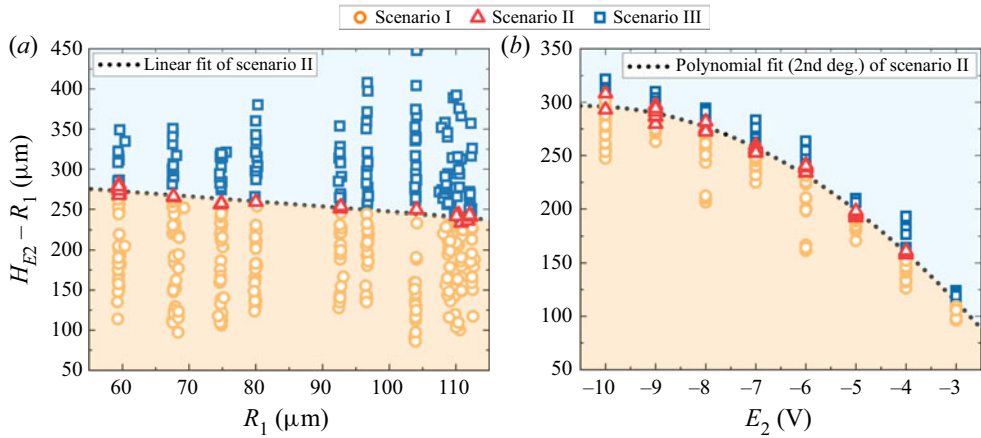 Scenario I Scenario II Scenario III
(a)
Linear fit of scenario II
450
400
350
300
250
200
150
100
50
H_{E2} – R_1 (μm)
60 70 80 90 100 110
R_1 (μm)
(b)
Polynomial fit (2nd deg.) of scenario II
350
300
250
200
150
100
50
–10 –9 –8 –7 –6 –5 –4 –3
E_2 (V)